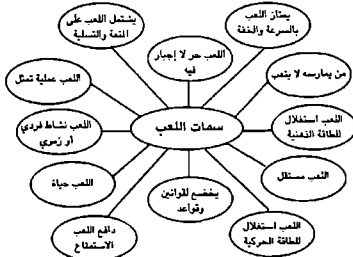 يمتاز اللعب
بالسرعة والخفة
اللعب حر لا إجبار
فيه
يشتمل اللعب على
المتعة والتسلية
من يمارسه لا يتعب
اللعب عملية تمثل
سمات اللعب
اللعب استغلال
للطاقة الذهنية
اللعب نشاط فردي
أو زمري
اللعب مستقل
اللعب حياة
يخضع لقوانين
وقواعد
اللعب استغلال
للطاقة الحركية
دافع اللعب
الاستمتاع